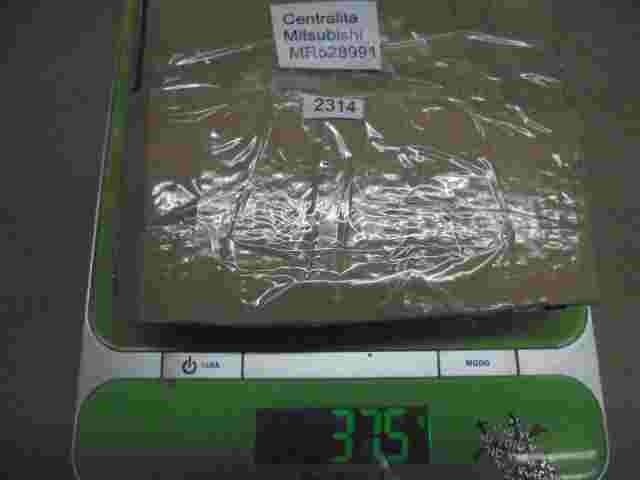 Centralita
Mitsubishi
MR528991
2314
TARA
MODO
375